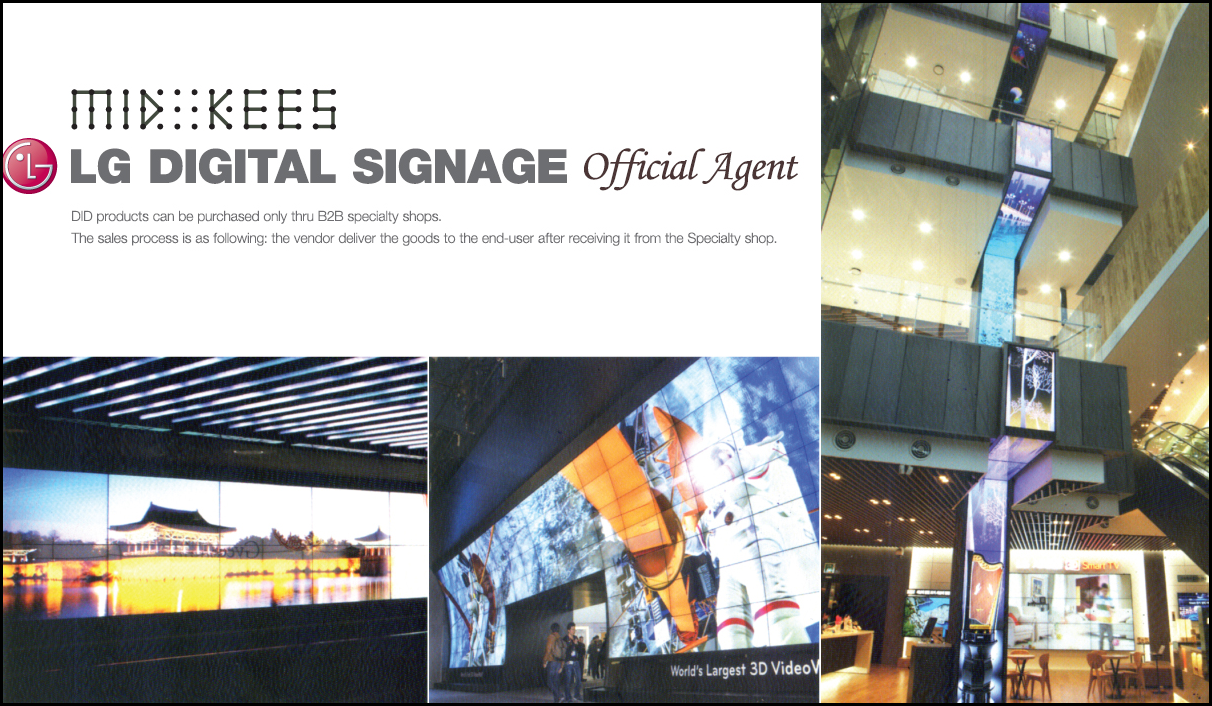 MID::KEES
LG
LG DIGITAL SIGNAGE Official Agent
DID products can be purchased only thru B2B specialty shops.
The sales process is as following: the vendor deliver the goods to the end-user after receiving it from the Specialty shop.
World's Largest 3D VideoV
Smart TV